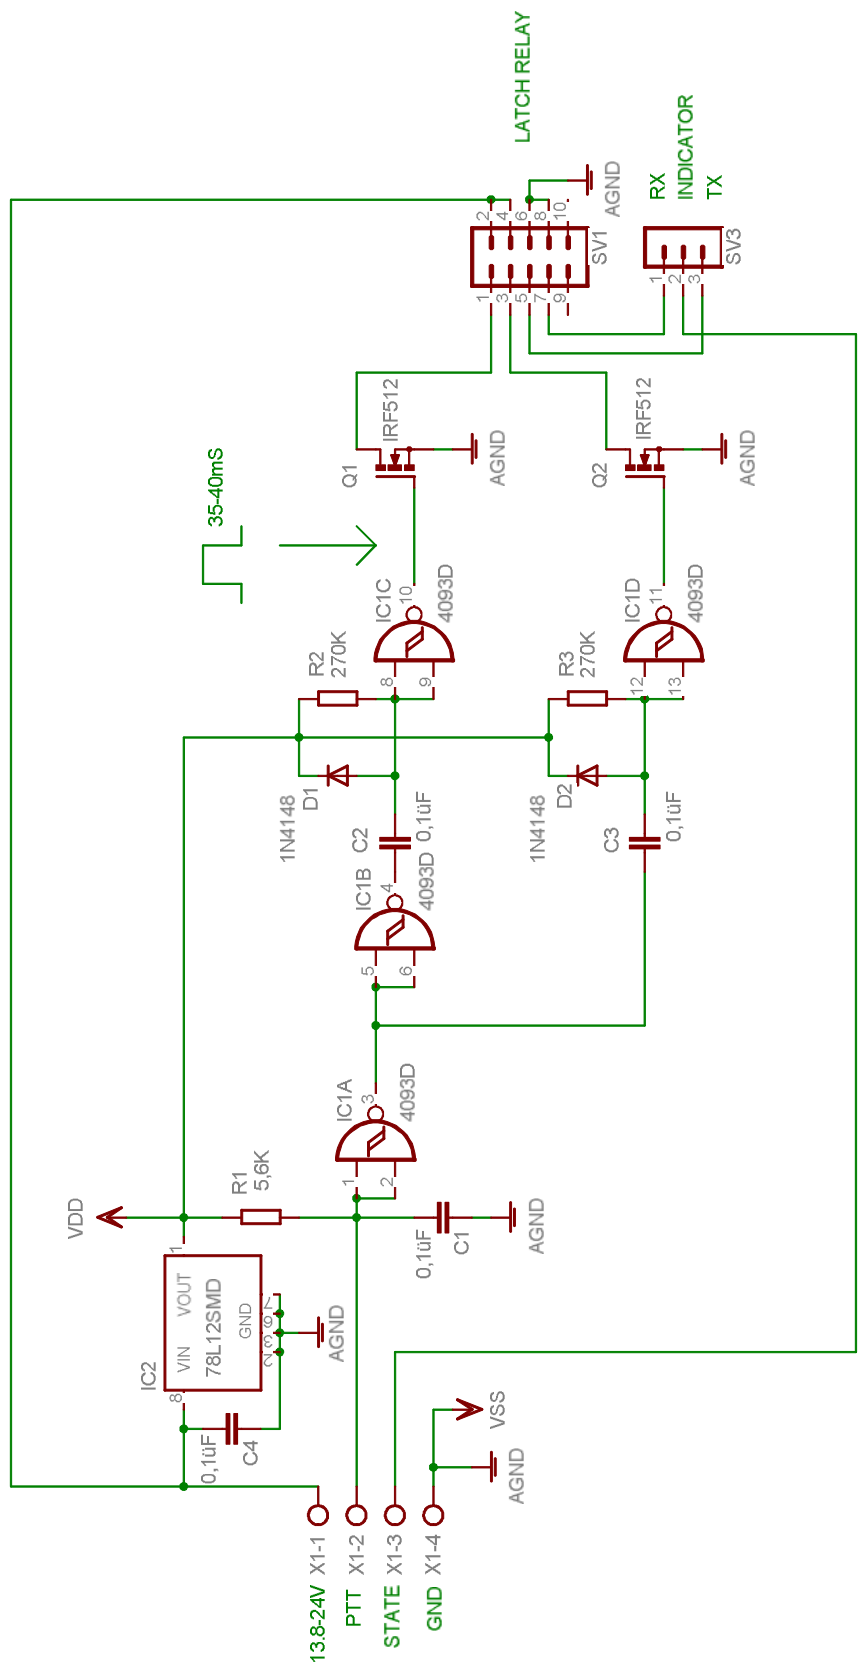 LATCH RELAY
RX
INDICATOR
TX
AGND
2
4
6
8
10
SV1
1
3
5
7
9
SV3
1
2
3
35-40mS
Q1
IRF512
AGND
Q2
IRF512
AGND
IC1C
10
4093D
8
9
IC1D
11
4093D
12
13
R2
270K
R3
270K
1N4148
D1
1N4148
D2
C2
0,1üF
C3
0,1üF
IC1B
4
4093D
5
6
IC1A
3
4093D
1
2
VDD
R1
5,6K
0,1üF
C1
AGND
IC2
1
VOUT
78L12SMD
VIN
GND
8
2
3
6
7
AGND
0,1üF
C4
VSS
AGND
13.8-24V X1-1
PTT X1-2
STATE X1-3
GND X1-4